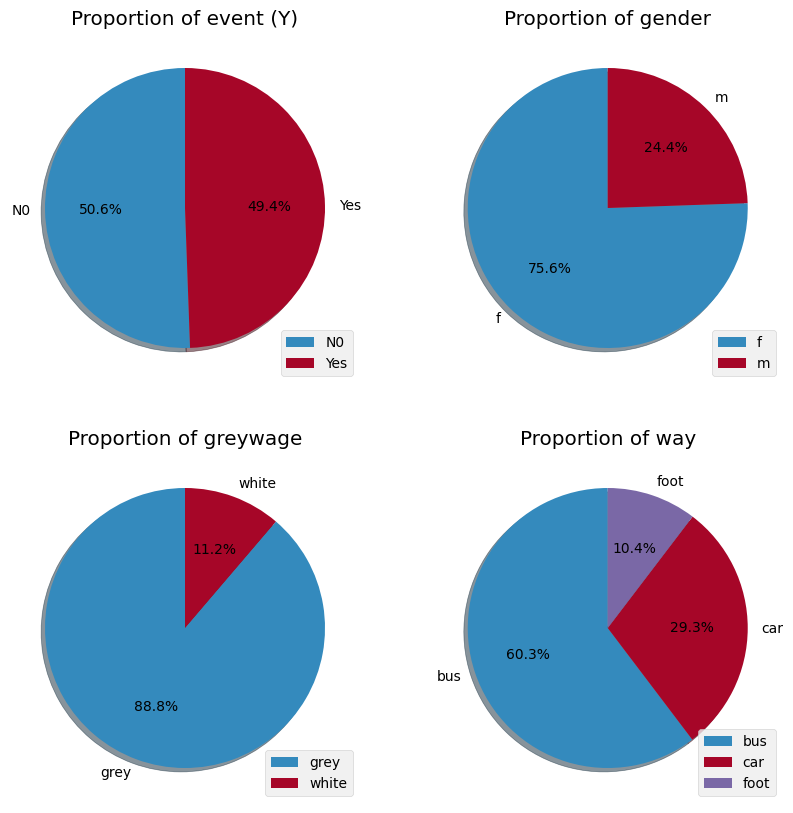 Proportion of event (Y)
N0
50.6%
49.4%
Yes
N0
Yes
Proportion of gender
m
24.4%
75.6%
f
f
m
Proportion of greywage
white
11.2%
88.8%
grey
grey
white
Proportion of way
foot
10.4%
29.3%
car
60.3%
bus
bus
car
foot